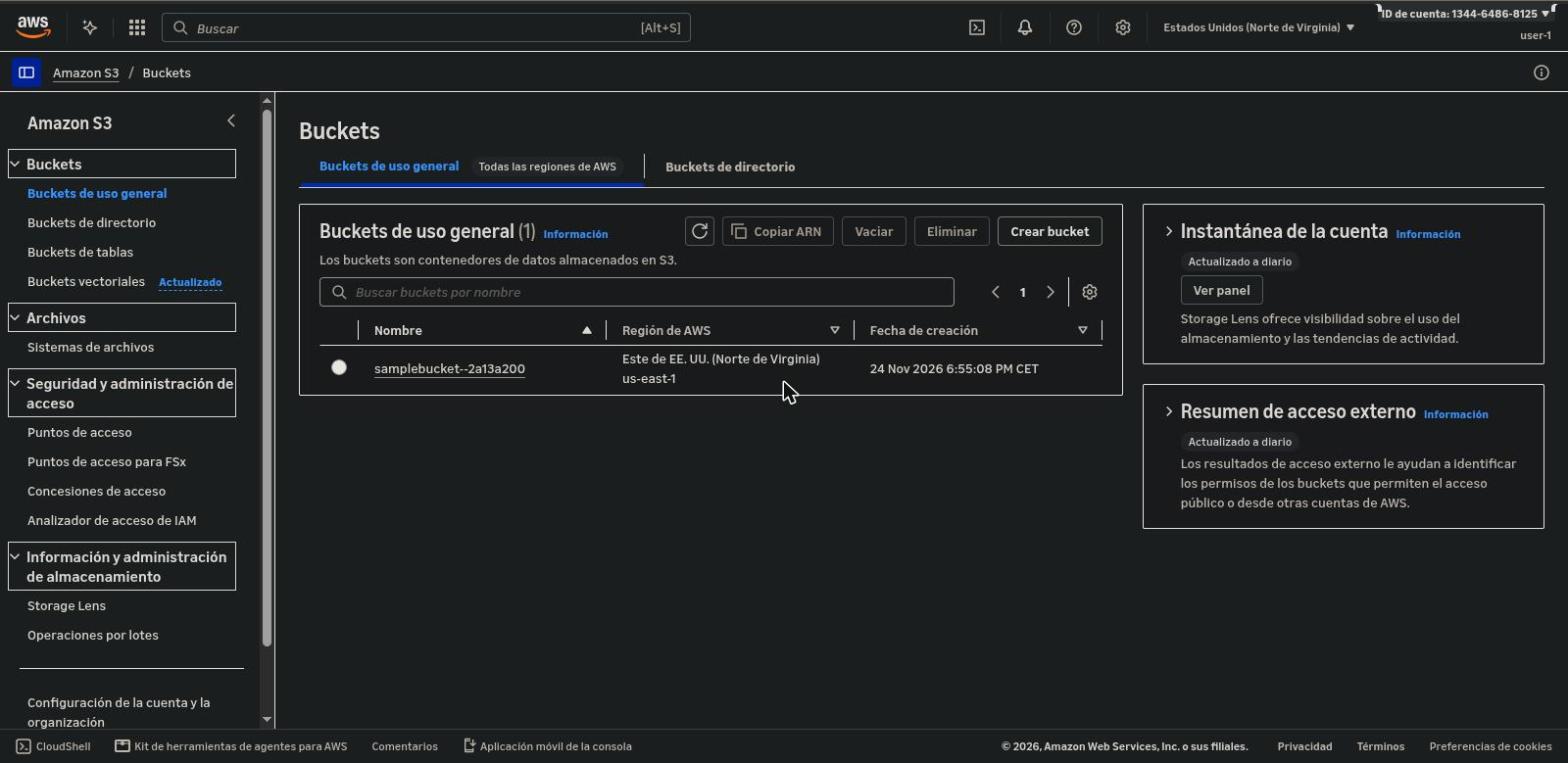 aws
Buscar [Alt+S]
Estados Unidos (Norte de Virginia)
ID de cuenta: 1344-6486-8125
user-1
Amazon S3 / Buckets
Amazon S3
Buckets
Buckets de uso general
Buckets de directorio
Buckets de tablas
Buckets vectoriales Actualizado
Archivos
Sistemas de archivos
Seguridad y administración de
acceso
Puntos de acceso
Puntos de acceso para FSx
Concesiones de acceso
Analizador de acceso de IAM
Información y administración
de almacenamiento
Storage Lens
Operaciones por lotes
Configuración de la cuenta y la
organización
Buckets
Buckets de uso general Todas las regiones de AWS Buckets de directorio
Buckets de uso general (1) Información Copiar ARN Vaciar Eliminar Crear bucket
Los buckets son contenedores de datos almacenados en S3.
Buscar buckets por nombre 1
Nombre Región de AWS Fecha de creación
samplebucket--2a13a200 Este de EE. UU. (Norte de Virginia)
us-east-1 24 Nov 2026 6:55:08 PM CET
Instantánea de la cuenta Información
Actualizado a diario
Ver panel
Storage Lens ofrece visibilidad sobre el uso del
almacenamiento y las tendencias de actividad.
Resumen de acceso externo Información
Actualizado a diario
Los resultados de acceso externo le ayudan a identificar
los permisos de los buckets que permiten el acceso
público o desde otras cuentas de AWS.
CloudShell Kit de herramientas de agentes para AWS Comentarios Aplicación móvil de la consola © 2026, Amazon Web Services, Inc. o sus filiales. Privacidad Términos Preferencias de cookies